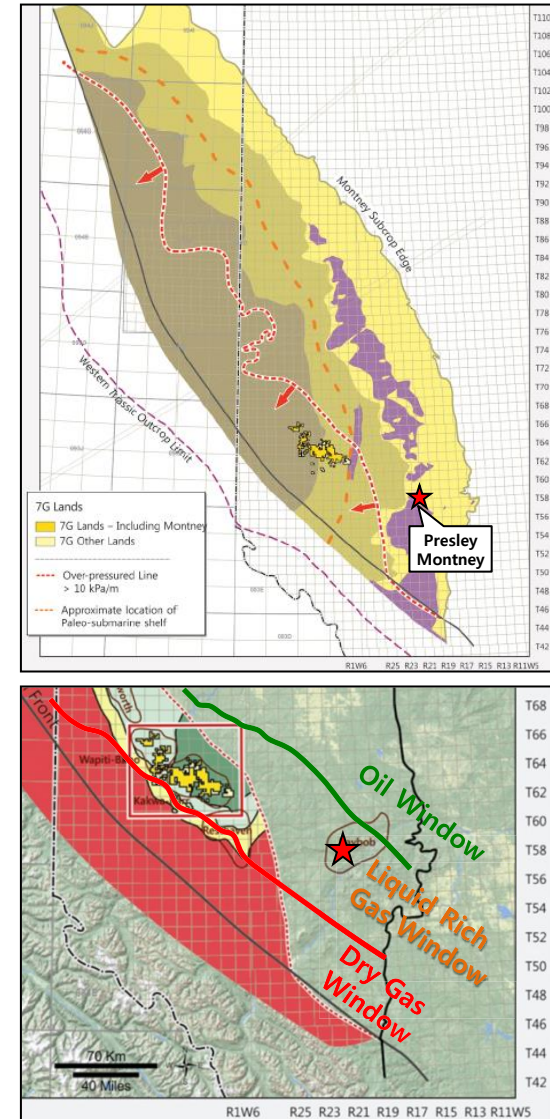 T110
T108
T106
T104
T102
T100
T98
T96
T94
T92
T90
T88
T86
T84
T82
T80
T78
T76
T74
T72
T70
T68
T66
T64
T62
T60
T58
T56
T54
T52
T50
T48
T46
T44
T42
Montney Subcrop Edge
Western Triassic Outcrop Limit
Presley
Montney
7G Lands
7G Lands – Including Montney
7G Other Lands
Over-pressured Line
> 10 kPa/m
Approximate location of
Paleo-submarine shelf
R1W6 R25 R23 R21 R19 R17 R15 R13 R11W5
T68
T66
T64
T62
T60
T58
T56
T54
T52
T50
T48
T46
T44
T42
Front
Oil Window
Liquid Rich
Gas Window
Dry Gas
Window
70 Km
40 Miles
R1W6 R25 R23 R21 R19 R17 R15 R13 R11W5